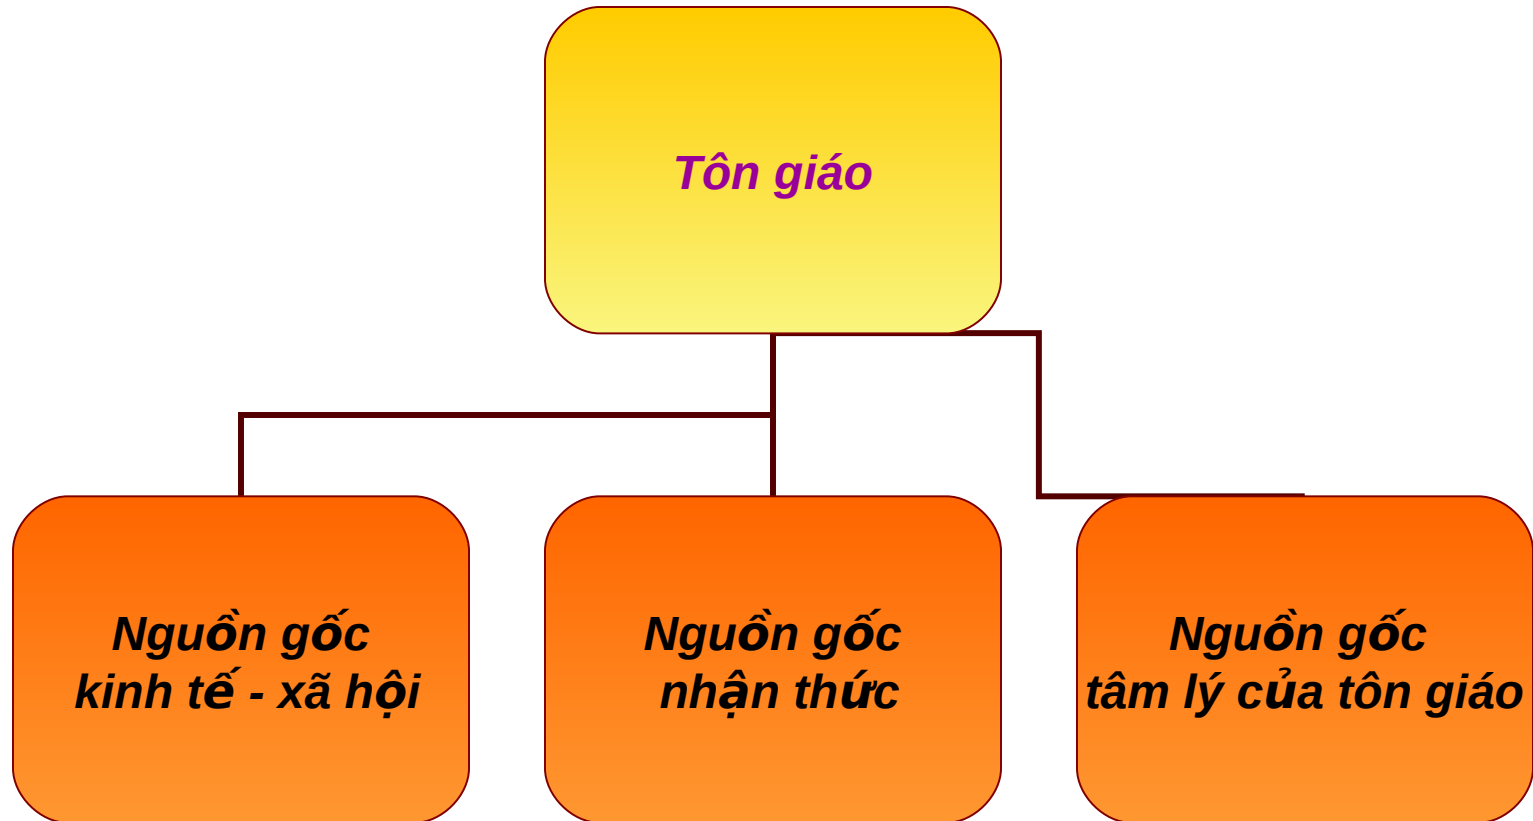 Tôn giáo
Nguồn gốc
kinh tế - xã hội
Nguồn gốc
nhận thức
Nguồn gốc
tâm lý của tôn giáo